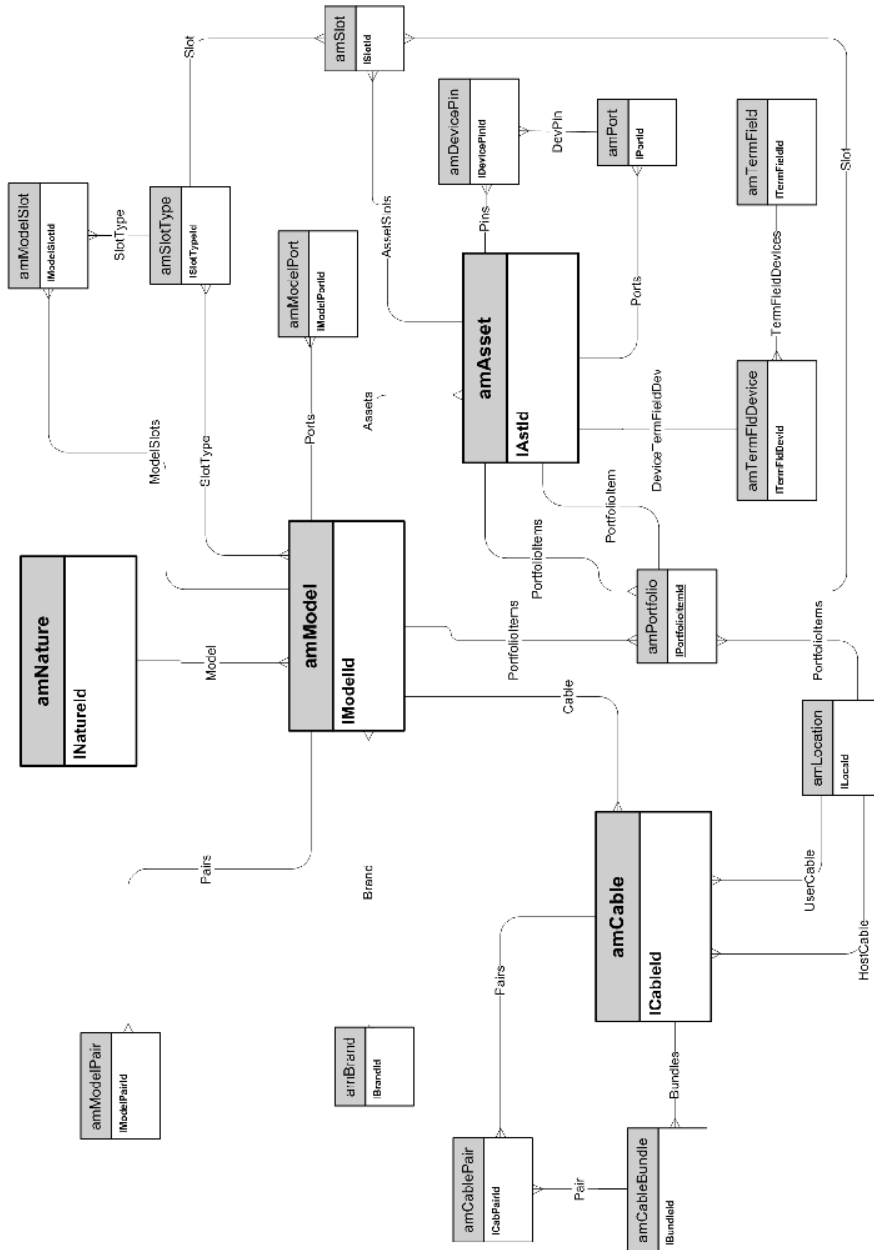 amModelSlot
lModelSlotId
amNature
lNatureId
amModelPair
lModelPairId
SlotType
ModelSlots
amSlotType
lSlotTypeId
Slot
Pairs
Model
SlotType
amModelPort
lModelPortId
amModel
lModelId
Ports
amSlot
lSlotId
amBrand
lBrandId
Brand
Assets
AssetSlots
amCablePair
lCabPairId
amAsset
lAstId
Pins
amDevicePin
lDevicePinId
Pairs
PortfolioItems
PortfolioItems
DevPin
Pair
Cable
PortfolioItem
amPort
lPortId
amCable
lCableId
Ports
amCableBundle
lBundleId
Bundles
amPortfolio
lPortfolioItemId
DeviceTermFieldDev
amTermFldDevice
lTermFldDevId
TermFieldDevices
amTermField
lTermFieldId
UserCable
amLocation
lLocaId
PortfolioItems
Slot
HostCable